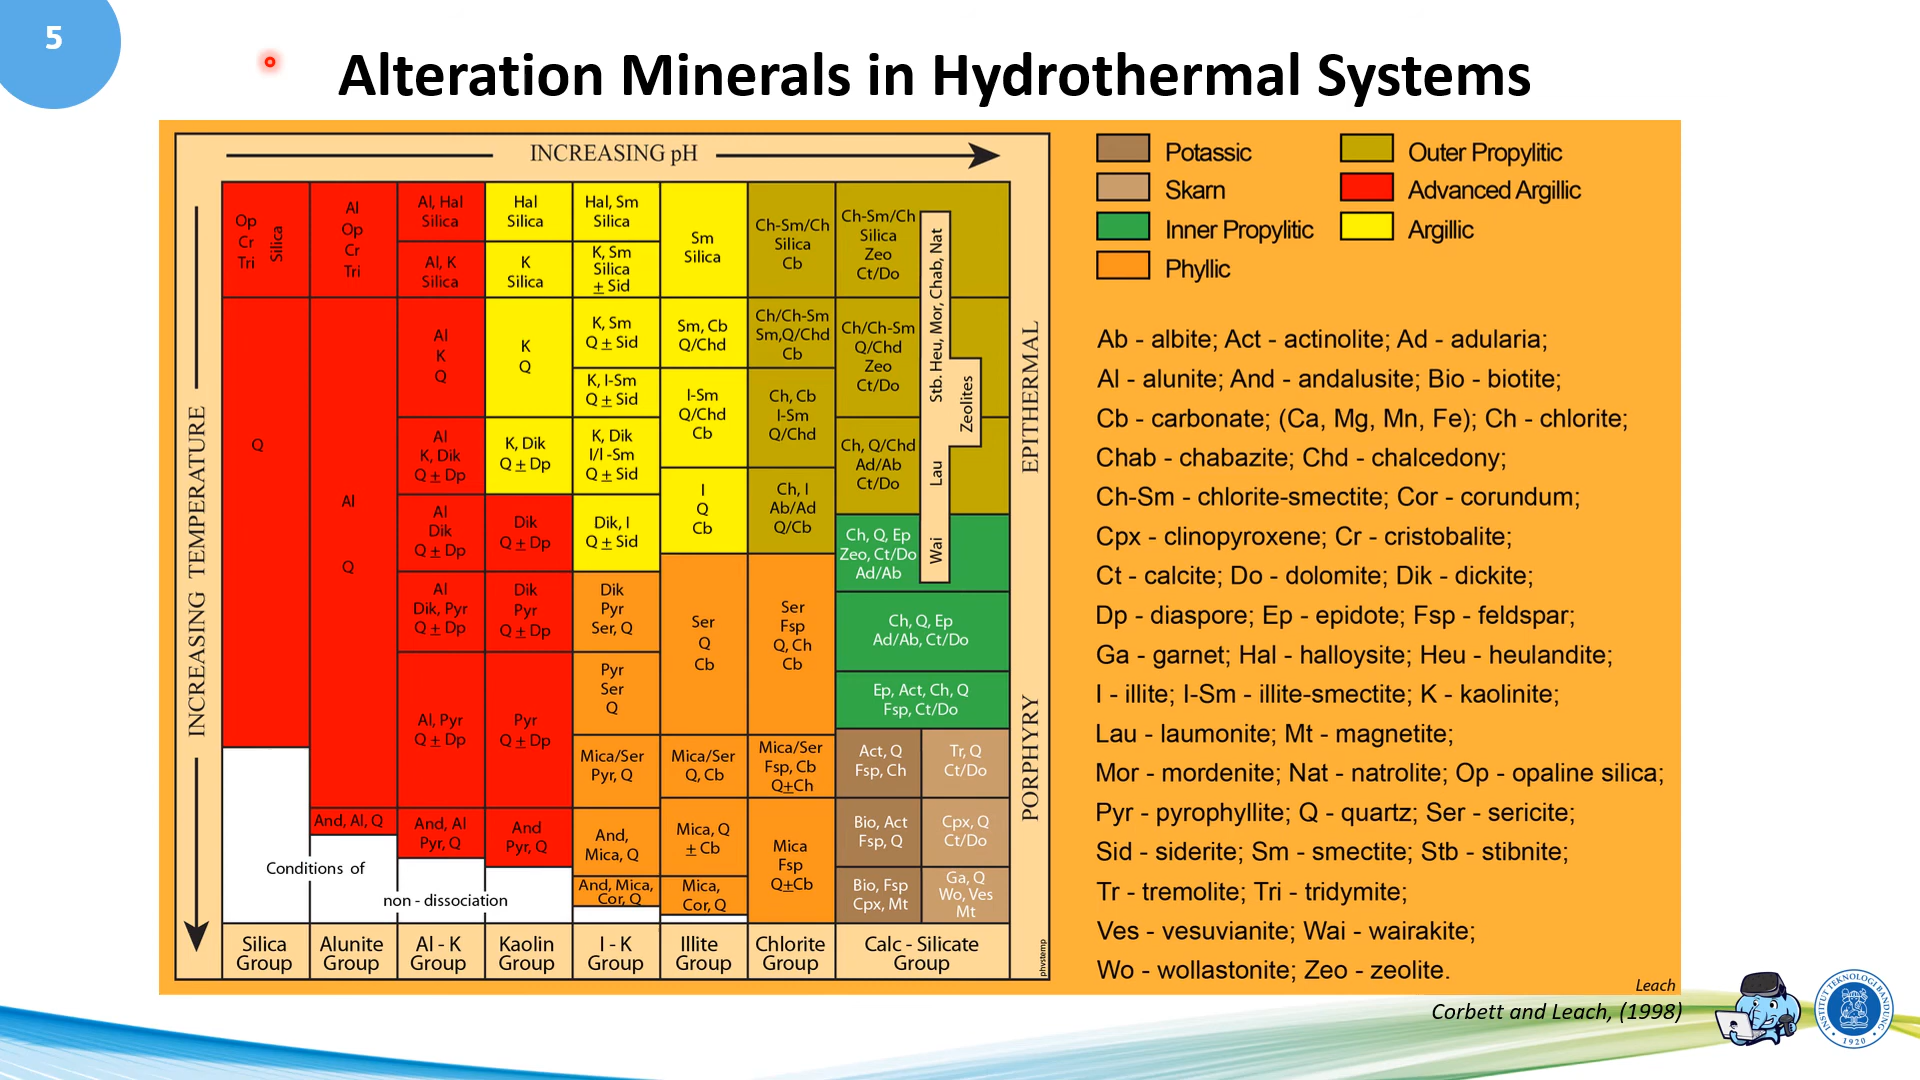 5
Alteration Minerals in Hydrothermal Systems
INCREASING pH
INCREASING TEMPERATURE
EPITHERMAL
PORPHYRY
Op
Cr
Tri
Silica
Q
Al
Op
Cr
Tri
Al
Q
And, Al, Q
Al, Hal
Silica
Al, K
Silica
Al
K
Q
Al
K, Dik
Q ± Dp
Al
Dik
Q ± Dp
Al
Dik, Pyr
Q ± Dp
Al, Pyr
Q ± Dp
And, Al
Pyr, Q
Hal
Silica
K
Silica
K
Q
K, Dik
Q ± Dp
Dik
Q ± Dp
Dik
Pyr
Q ± Dp
Pyr
Q ± Dp
And
Pyr, Q
Hal, Sm
Silica
K, Sm
Silica
± Sid
K, Sm
Q ± Sid
K, I-Sm
Q ± Sid
K, Dik
I/I -Sm
Q ± Sid
Dik, I
Q ± Sid
Dik
Pyr
Ser, Q
Pyr
Ser
Q
Mica/Ser
Pyr, Q
And,
Mica, Q
And, Mica,
Cor, Q
Sm
Silica
Sm, Cb
Q/Chd
I-Sm
Q/Chd
Cb
I
Q
Cb
Ser
Q
Cb
Mica/Ser
Q, Cb
Mica, Q
± Cb
Mica,
Cor, Q
Ch-Sm/Ch
Silica
Cb
Ch/Ch-Sm
Sm,Q/Chd
Cb
Ch, Cb
I-Sm
Q/Chd
Ch, I
Ab/Ad
Q/Cb
Ser
Fsp
Q, Ch
Cb
Mica/Ser
Fsp, Cb
Q±Ch
Mica
Fsp
Q±Cb
Ch-Sm/Ch
Silica
Zeo
Ct/Do
Ch/Ch-Sm
Q/Chd
Zeo
Ct/Do
Ch, Q/Chd
Ad/Ab
Ct/Do
Ch, Q, Ep
Zeo, Ct/Do
Ad/Ab
Ch, Q, Ep
Ad/Ab, Ct/Do
Ep, Act, Ch, Q
Fsp, Ct/Do
Act, Q
Fsp, Ch
Tr, Q
Ct/Do
Bio, Act
Fsp, Q
Cpx, Q
Ct/Do
Bio, Fsp
Cpx, Mt
Ga, Q
Wo, Ves
Mt
Stb. Heu, Mor, Chab, Nat
Lau
Wai
Zeolites
Conditions of
non - dissociation
Silica
Group
Alunite
Group
Al - K
Group
Kaolin
Group
I - K
Group
Illite
Group
Chlorite
Group
Calc - Silicate
Group
phvstemp
Potassic
Skarn
Inner Propylitic
Phyllic
Outer Propylitic
Advanced Argillic
Argillic
Ab - albite; Act - actinolite; Ad - adularia;
Al - alunite; And - andalusite; Bio - biotite;
Cb - carbonate; (Ca, Mg, Mn, Fe); Ch - chlorite;
Chab - chabazite; Chd - chalcedony;
Ch-Sm - chlorite-smectite; Cor - corundum;
Cpx - clinopyroxene; Cr - cristobalite;
Ct - calcite; Do - dolomite; Dik - dickite;
Dp - diaspore; Ep - epidote; Fsp - feldspar;
Ga - garnet; Hal - halloysite; Heu - heulandite;
I - illite; I-Sm - illite-smectite; K - kaolinite;
Lau - laumonite; Mt - magnetite;
Mor - mordenite; Nat - natrolite; Op - opaline silica;
Pyr - pyrophyllite; Q - quartz; Ser - sericite;
Sid - siderite; Sm - smectite; Stb - stibnite;
Tr - tremolite; Tri - tridymite;
Ves - vesuvianite; Wai - wairakite;
Wo - wollastonite; Zeo - zeolite.
Leach
Corbett and Leach, (1998)
INSTITUT TEKNOLOGI BANDUNG
1920